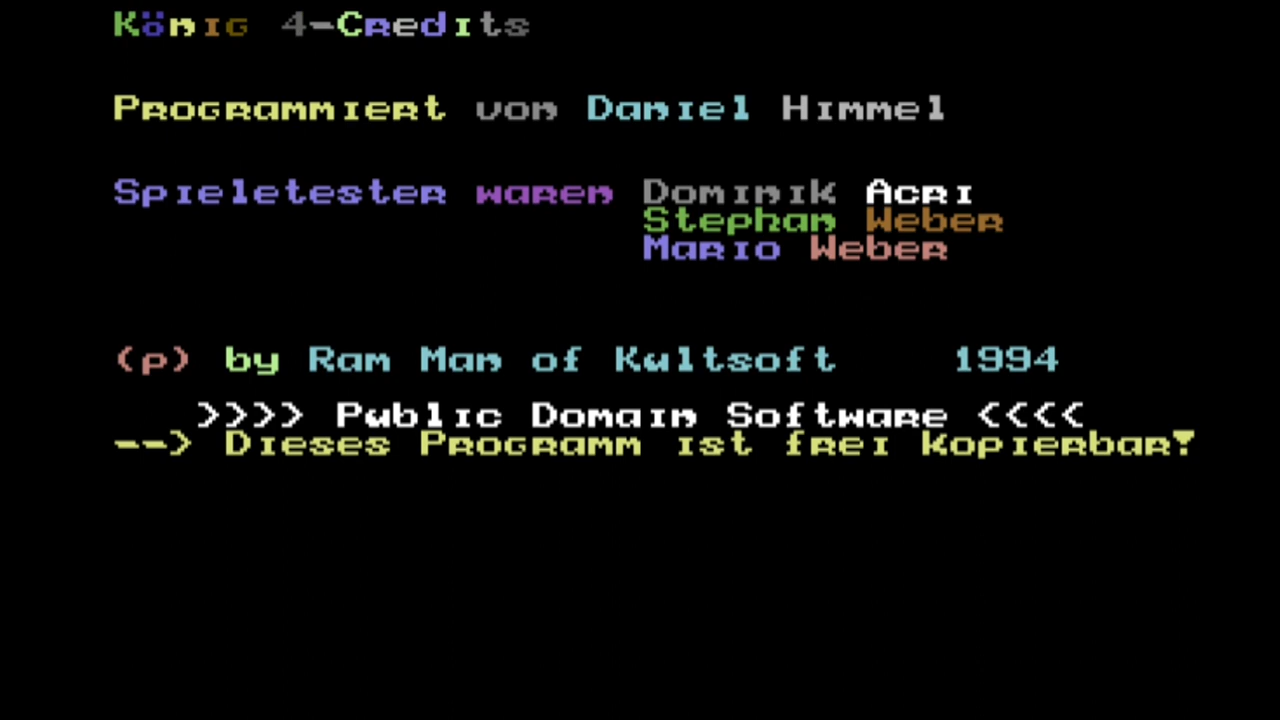 König 4-Credits
Programmiert von Daniel Himmel
Spieletester waren Dominik Acri
Stephan Weber
Mario Weber
(p) by Ram Man of Kultsoft 1994
>>>> Public Domain Software <<<<
--> Dieses Programm ist frei kopierbar!